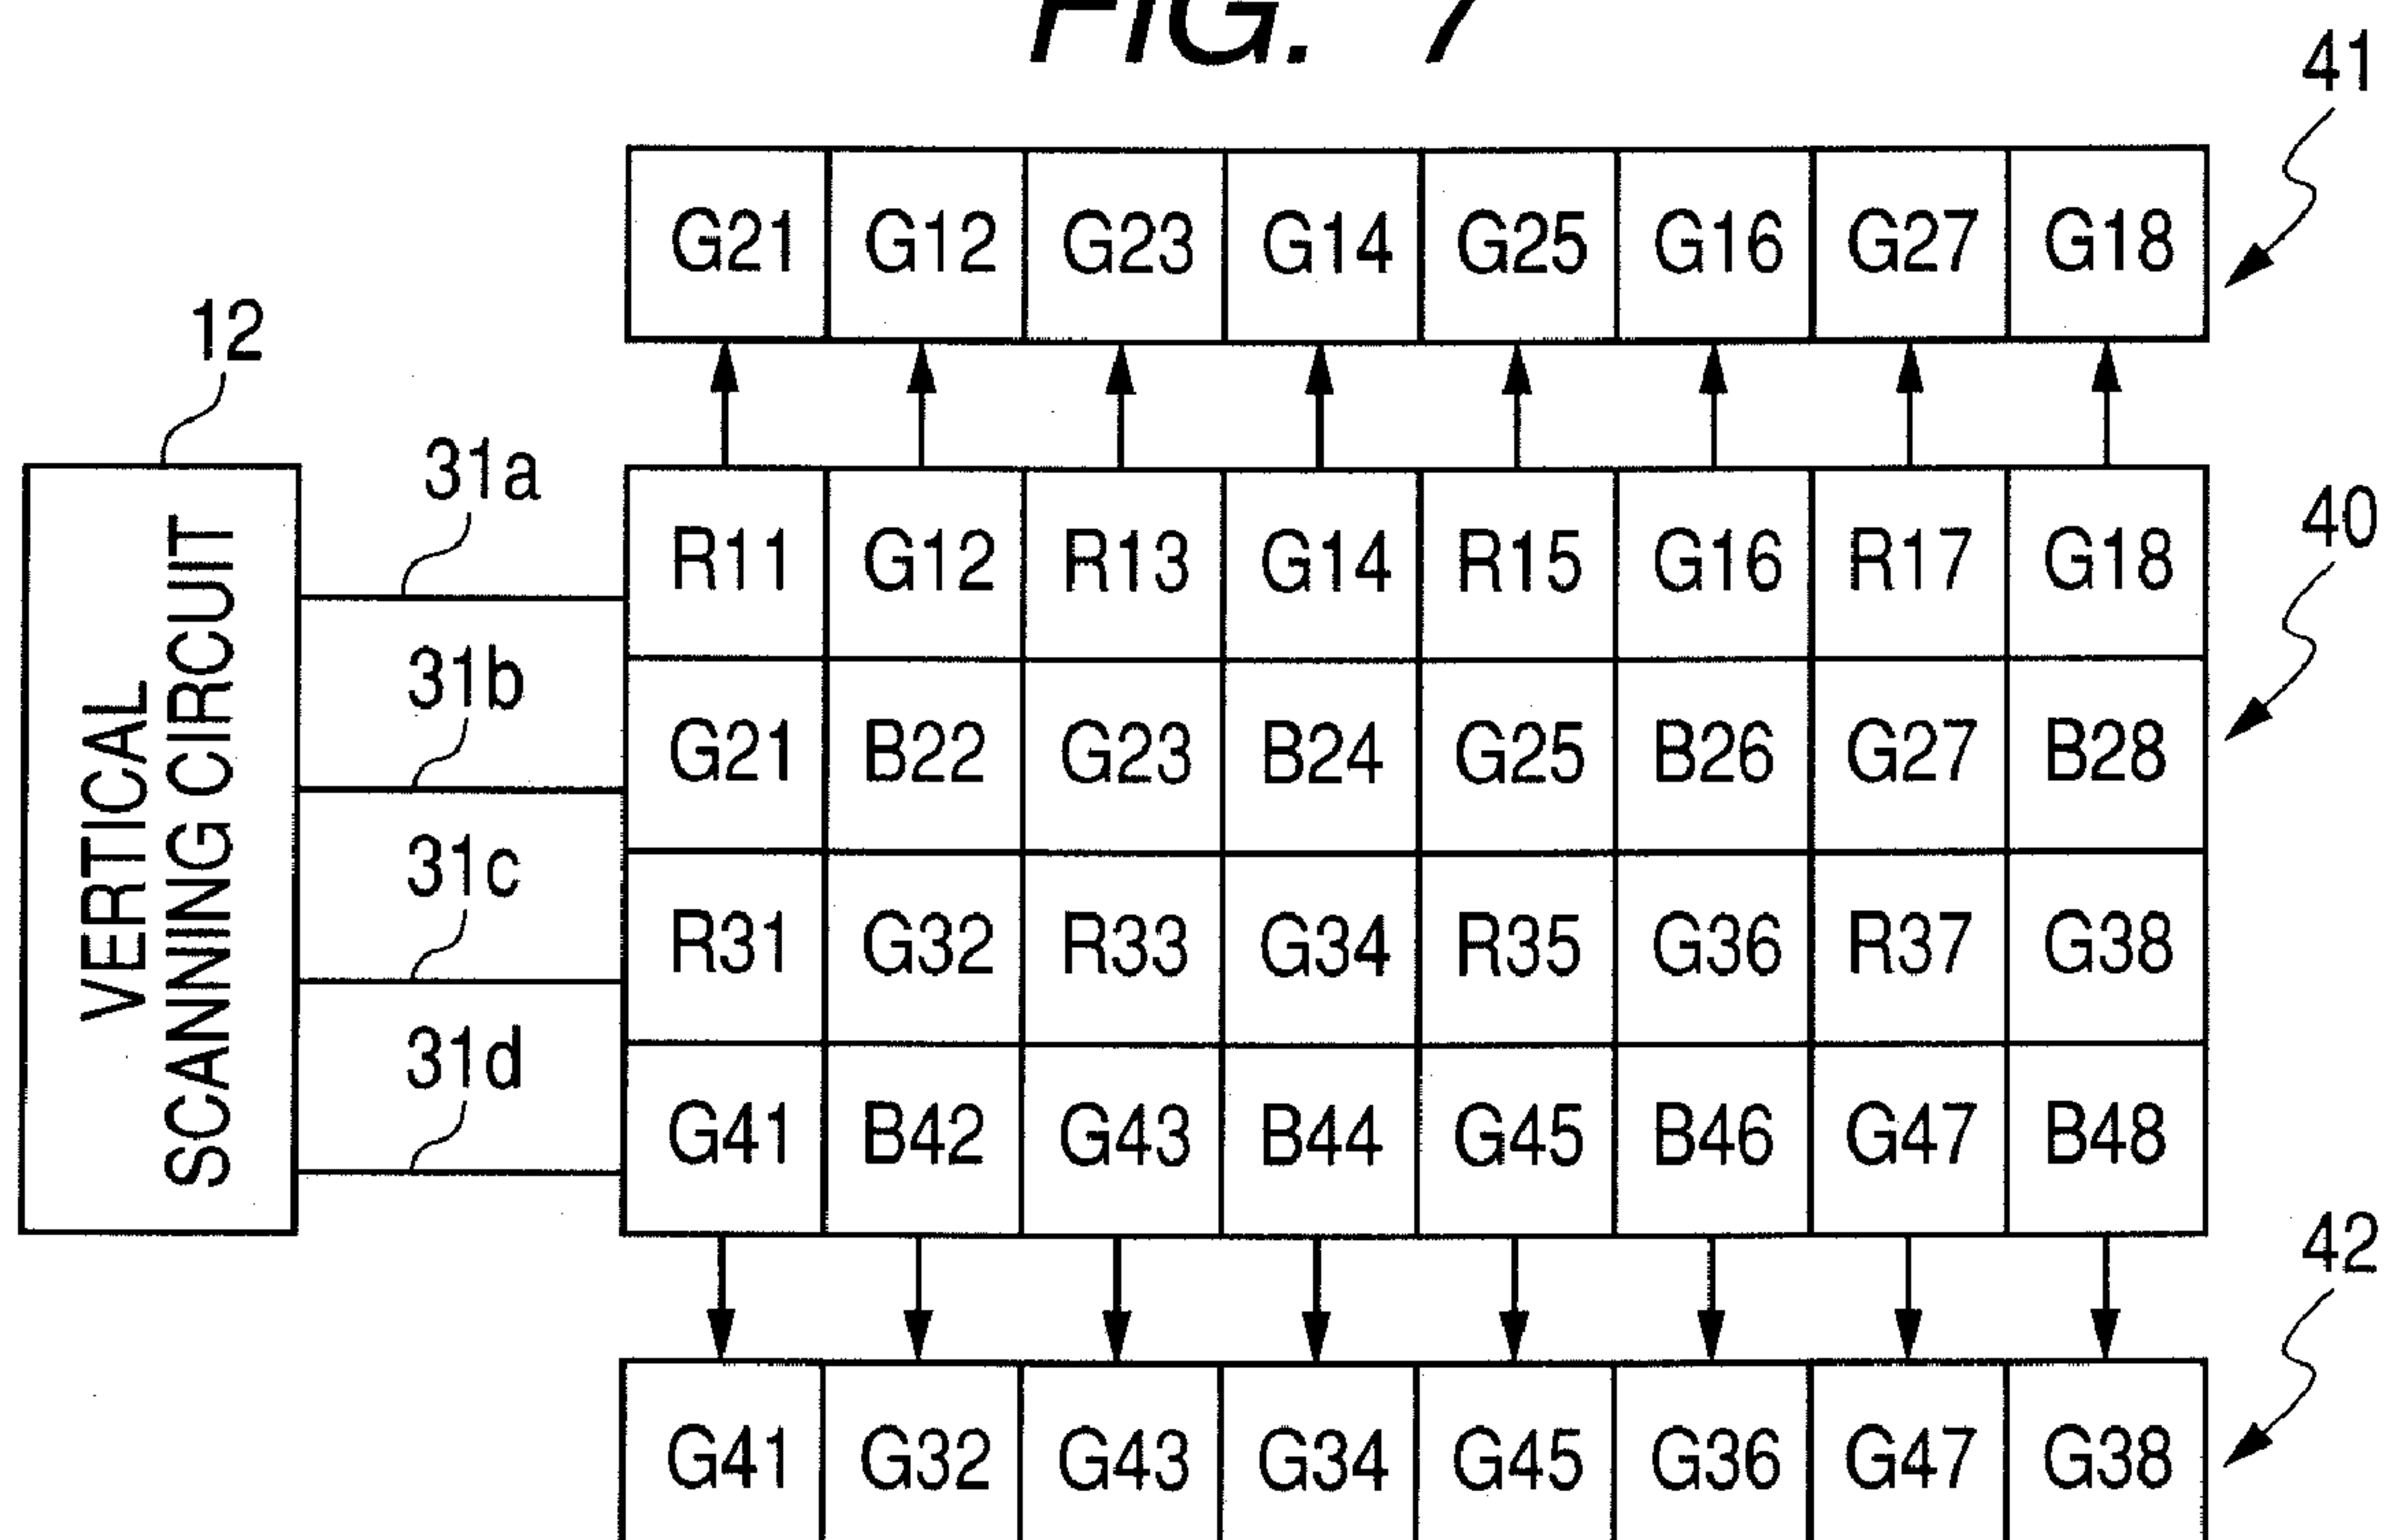 FIG. 7
41
G21 G12 G23 G14 G25 G16 G27 G18
12
31a
40
R11 G12 R13 G14 R15 G16 R17 G18
31b
G21 B22 G23 B24 G25 B26 G27 B28
VERTICAL
SCANNING CIRCUIT
31c
R31 G32 R33 G34 R35 G36 R37 G38
31d
G41 B42 G43 B44 G45 B46 G47 B48
42
G41 G32 G43 G34 G45 G36 G47 G38